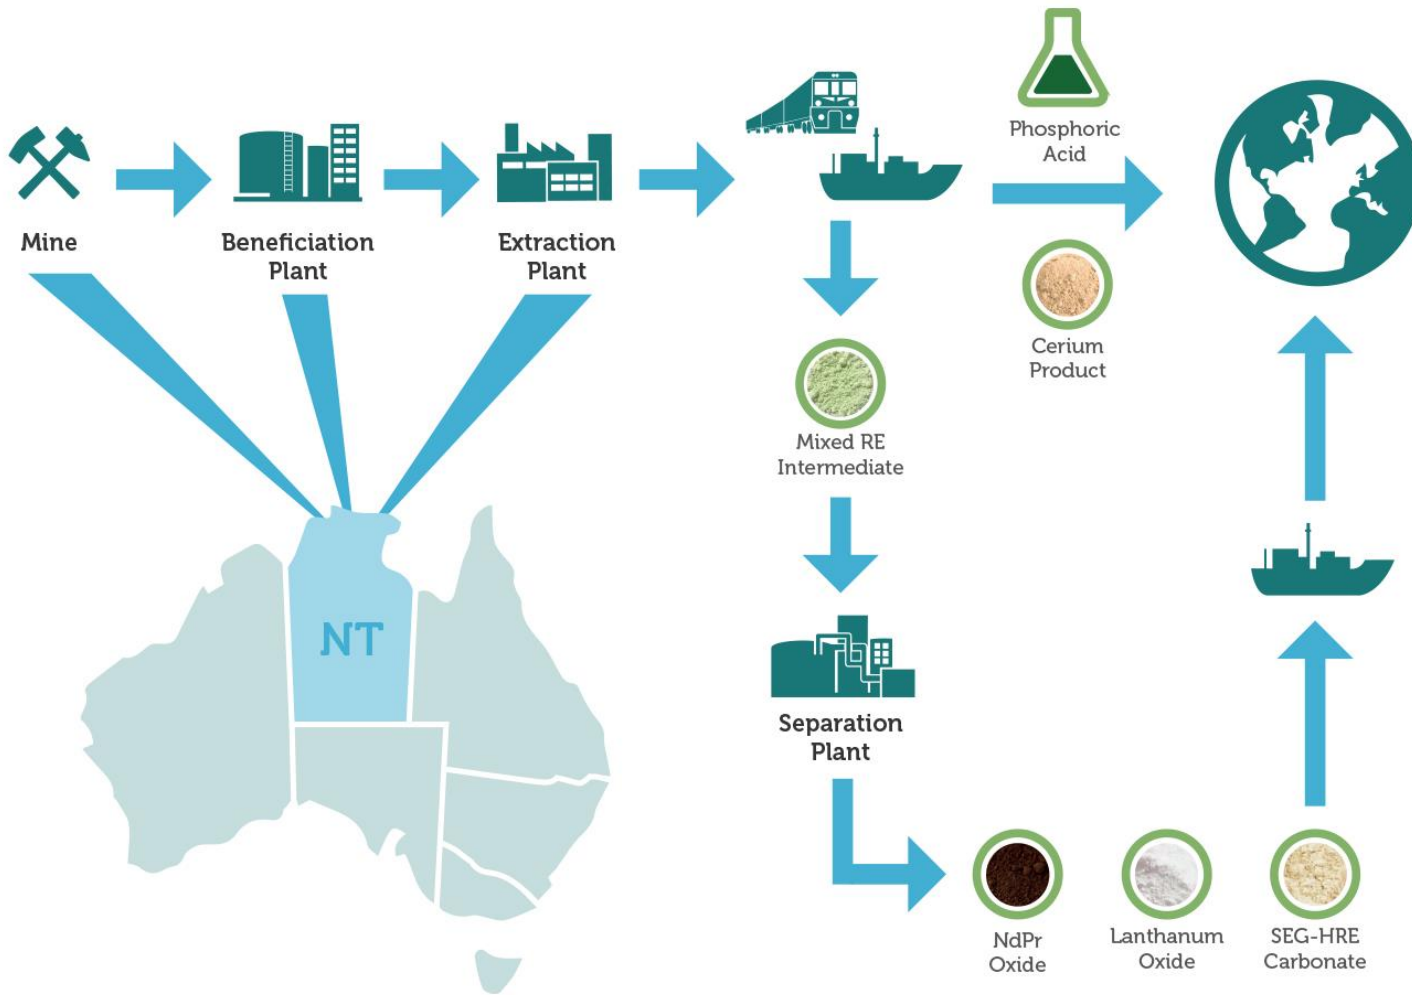 Mine
Beneficiation
Plant
Extraction
Plant
Phosphoric
Acid
Cerium
Product
Mixed RE
Intermediate
NT
Separation
Plant
NdPr
Oxide
Lanthanum
Oxide
SEG-HRE
Carbonate